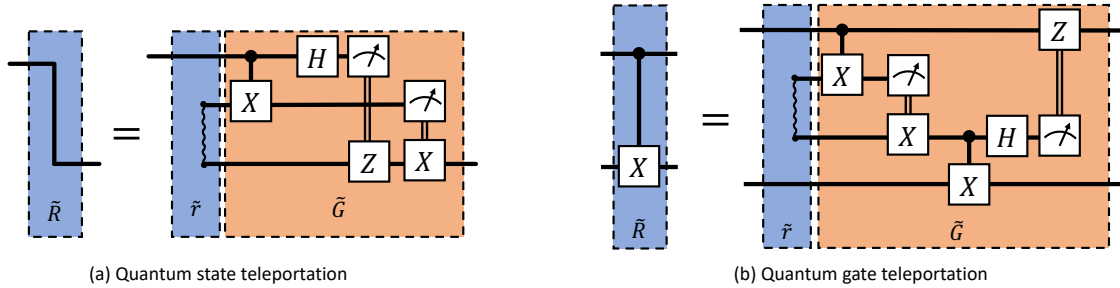 H
Z
X
X
Z
X
R̃
=
r̃
G̃
X
R̃
=
X
X
H
X
r̃
G̃
(a) Quantum state teleportation
(b) Quantum gate teleportation